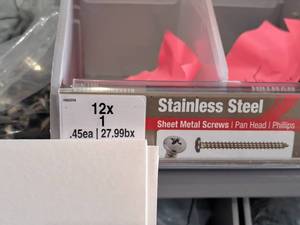 12x
1
.45ea | 27.99bx
Stainless Steel
Sheet Metal Screws | Pan Head | Phillips